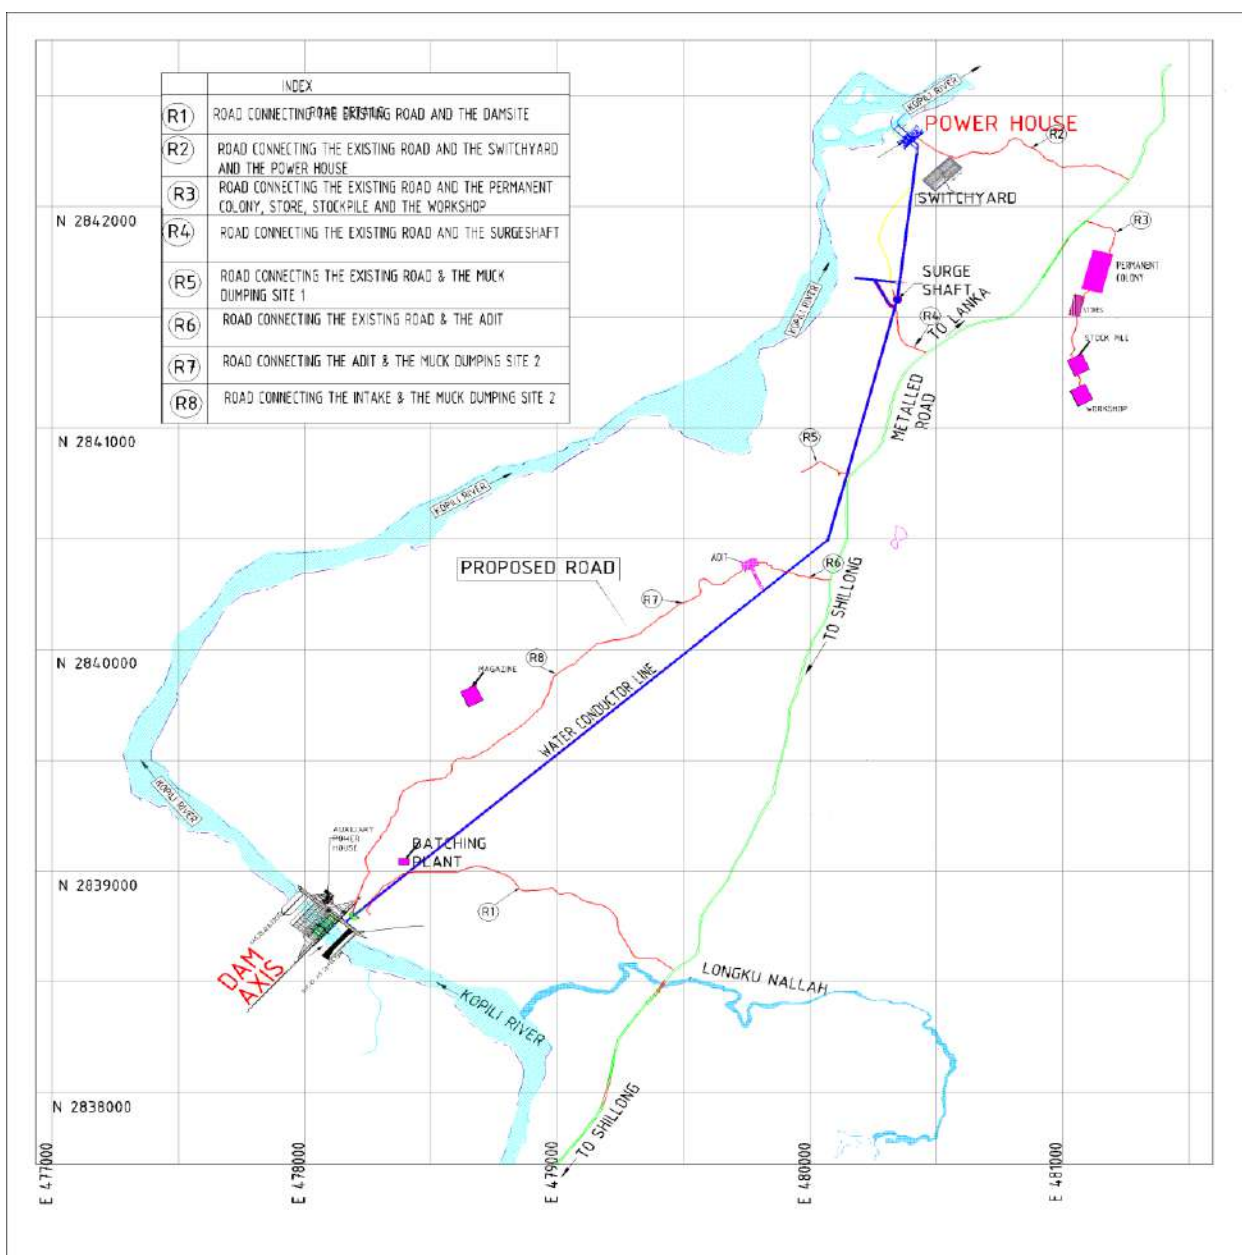 INDEX
ROAD DETAILS
R1 ROAD CONNECTING THE EXISTING ROAD AND THE DAMSITE
R2 ROAD CONNECTING THE EXISTING ROAD AND THE SWITCHYARD
AND THE POWER HOUSE
R3 ROAD CONNECTING THE EXISTING ROAD AND THE PERMANENT
COLONY, STORE, STOCKPILE AND THE WORKSHOP
R4 ROAD CONNECTING THE EXISTING ROAD AND THE SURGESHAFT
R5 ROAD CONNECTING THE EXISTING ROAD & THE MUCK
DUMPING SITE 1
R6 ROAD CONNECTING THE EXISTING ROAD & THE ADIT
R7 ROAD CONNECTING THE ADIT & THE MUCK DUMPING SITE 2
R8 ROAD CONNECTING THE INTAKE & THE MUCK DUMPING SITE 2
KOPILI RIVER
POWER HOUSE
R2
SWITCHYARD
N 2842000
R3
PERMANENT
COLONY
SURGE
SHAFT
KOPILI RIVER
R4
TO LANKA
STOCK PILE
WORKSHOP
METALLED
ROAD
N 2841000
R5
KOPILI RIVER
ADIT
PROPOSED ROAD
R6
R7
TO SHILLONG
N 2840000
R8
MAGAZINE
WATER CONDUCTOR LINE
KOPILI RIVER
AUXILIARY
POWER
HOUSE
BATCHING
PLANT
N 2839000
R1
DAM
AXIS
LONGKU NALLAH
KOPILI RIVER
N 2838000
TO SHILLONG
E 477000
E 478000
E 479000
E 480000
E 481000